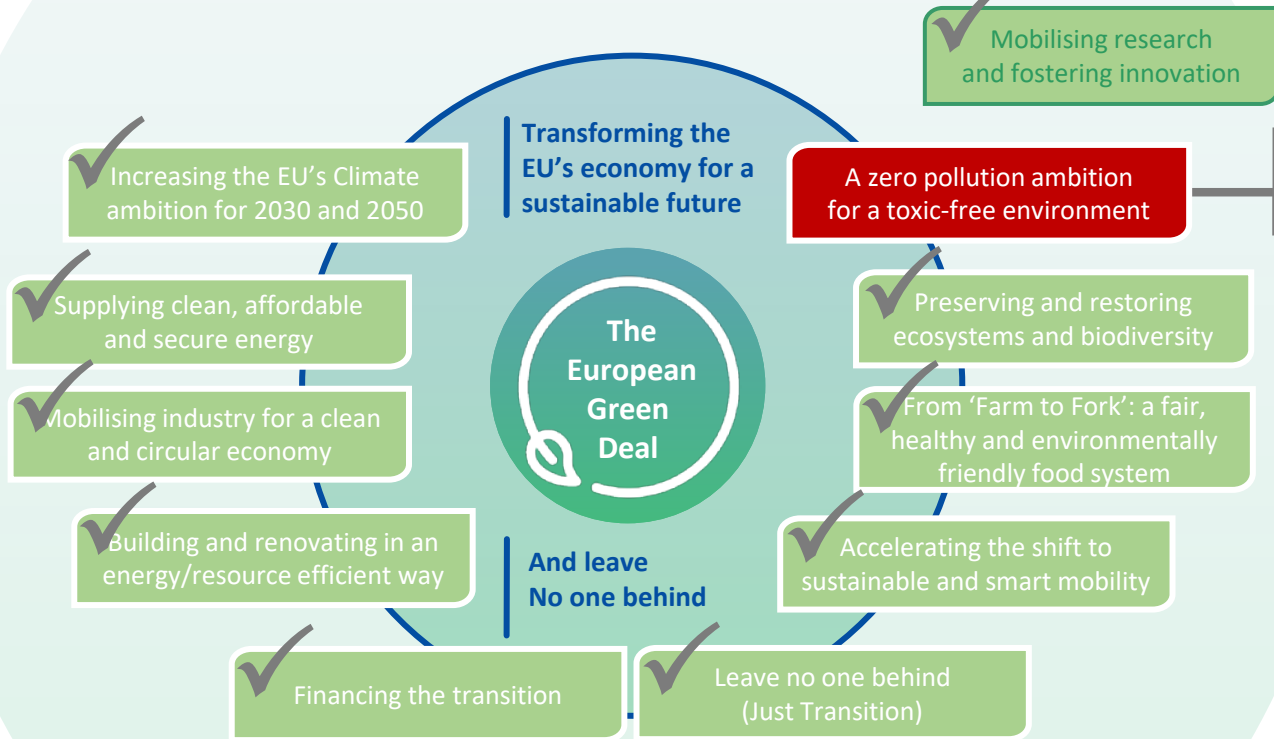 Mobilising research
and fostering innovation
Transforming the
EU's economy for a
sustainable future
A zero pollution ambition
for a toxic-free environment
Increasing the EU's Climate
ambition for 2030 and 2050
Supplying clean, affordable
and secure energy
Preserving and restoring
ecosystems and biodiversity
The
European
Green
Deal
Mobilising industry for a clean
and circular economy
From ‘Farm to Fork’: a fair,
healthy and environmentally
friendly food system
Building and renovating in an
energy/resource efficient way
Accelerating the shift to
sustainable and smart mobility
And leave
No one behind
Financing the transition
Leave no one behind
(Just Transition)